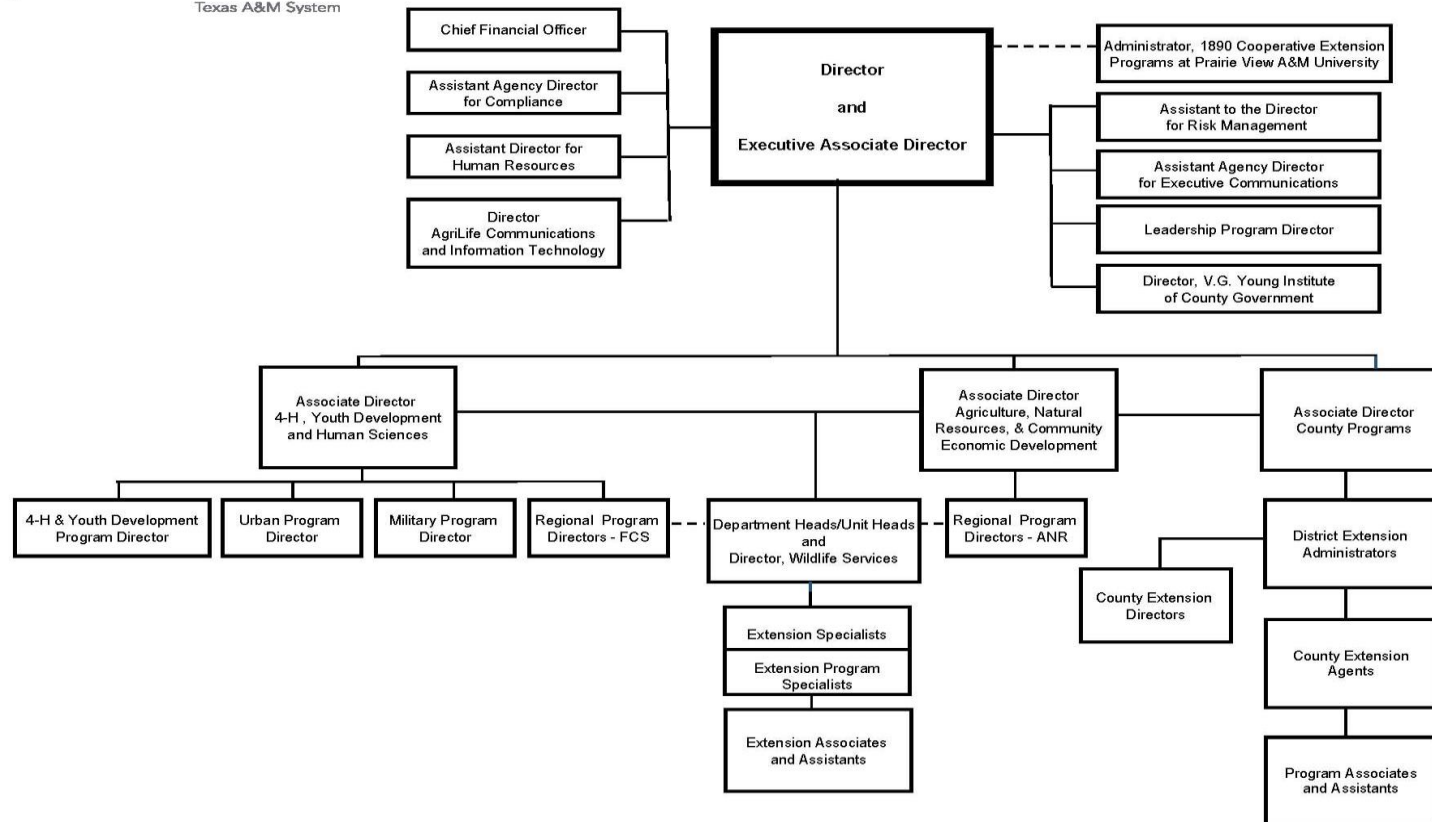 Texas A&M System
Chief Financial Officer
Assistant Agency Director
for Compliance
Assistant Director for
Human Resources
Director
AgriLife Communications
and Information Technology
Director
and
Executive Associate Director
Administrator, 1890 Cooperative Extension
Programs at Prairie View A&M University
Assistant to the Director
for Risk Management
Assistant Agency Director
for Executive Communications
Leadership Program Director
Director, V.G. Young Institute
of County Government
Associate Director
4-H , Youth Development
and Human Sciences
Associate Director
Agriculture, Natural
Resources, & Community
Economic Development
Associate Director
County Programs
4-H & Youth Development
Program Director
Urban Program
Director
Military Program
Director
Regional Program
Directors - FCS
Department Heads/Unit Heads
and
Director, Wildlife Services
Regional Program
Directors - ANR
District Extension
Administrators
County Extension
Directors
Extension Specialists
Extension Program
Specialists
County Extension
Agents
Extension Associates
and Assistants
Program Associates
and Assistants